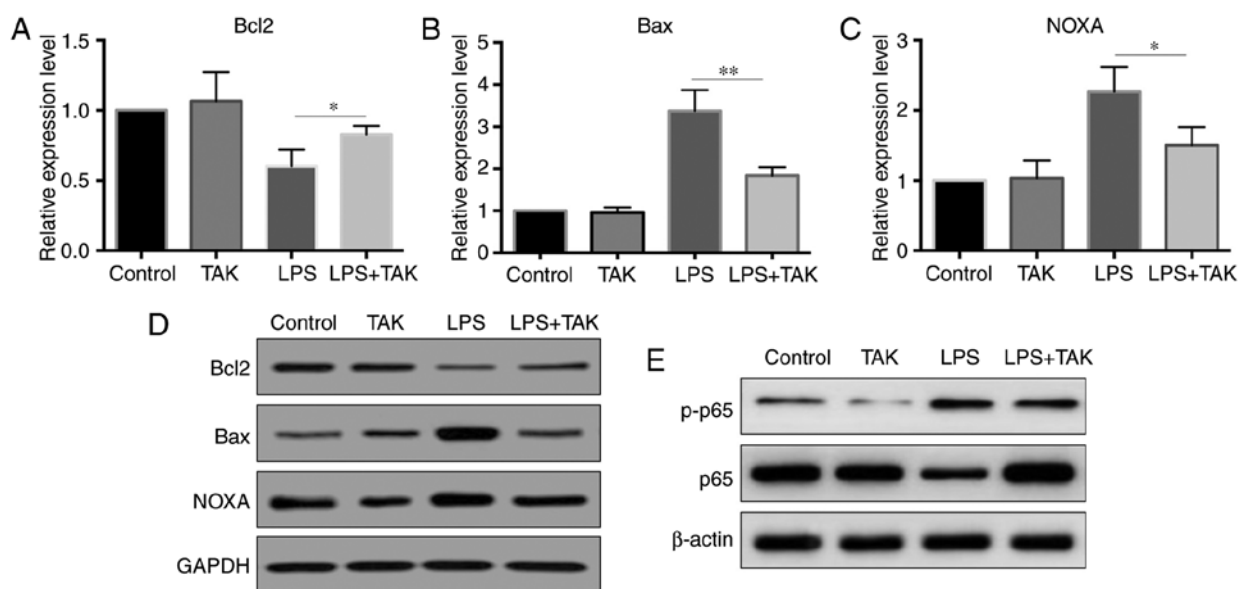 A
Bcl2
Relative expression level
1.5
1.0
0.5
0.0
*
Control TAK LPS LPS+TAK
B
Bax
Relative expression level
5
4
3
2
1
0
**
Control TAK LPS LPS+TAK
C
NOXA
Relative expression level
3
2
1
0
*
Control TAK LPS LPS+TAK
D
Control TAK LPS LPS+TAK
Bcl2
Bax
NOXA
GAPDH
E
Control TAK LPS LPS+TAK
p-p65
p65
β-actin